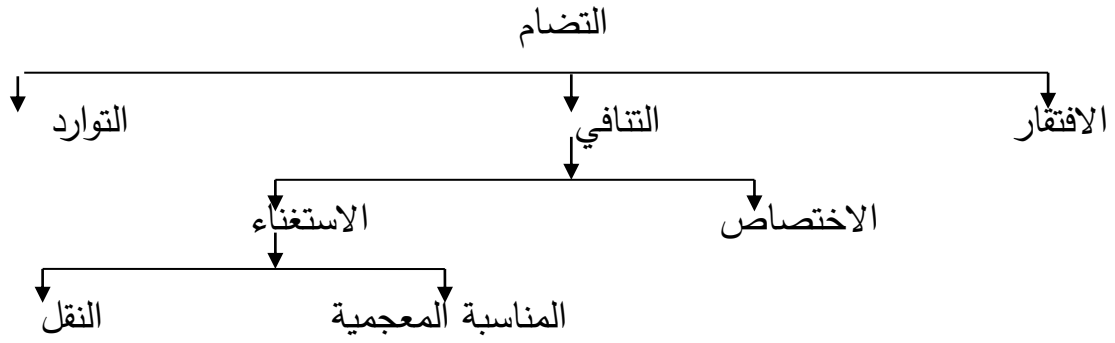 التضام
الافتقار التنافي التوارد
الاختصاص الاستغناء
المناسبة المعجمية النقل